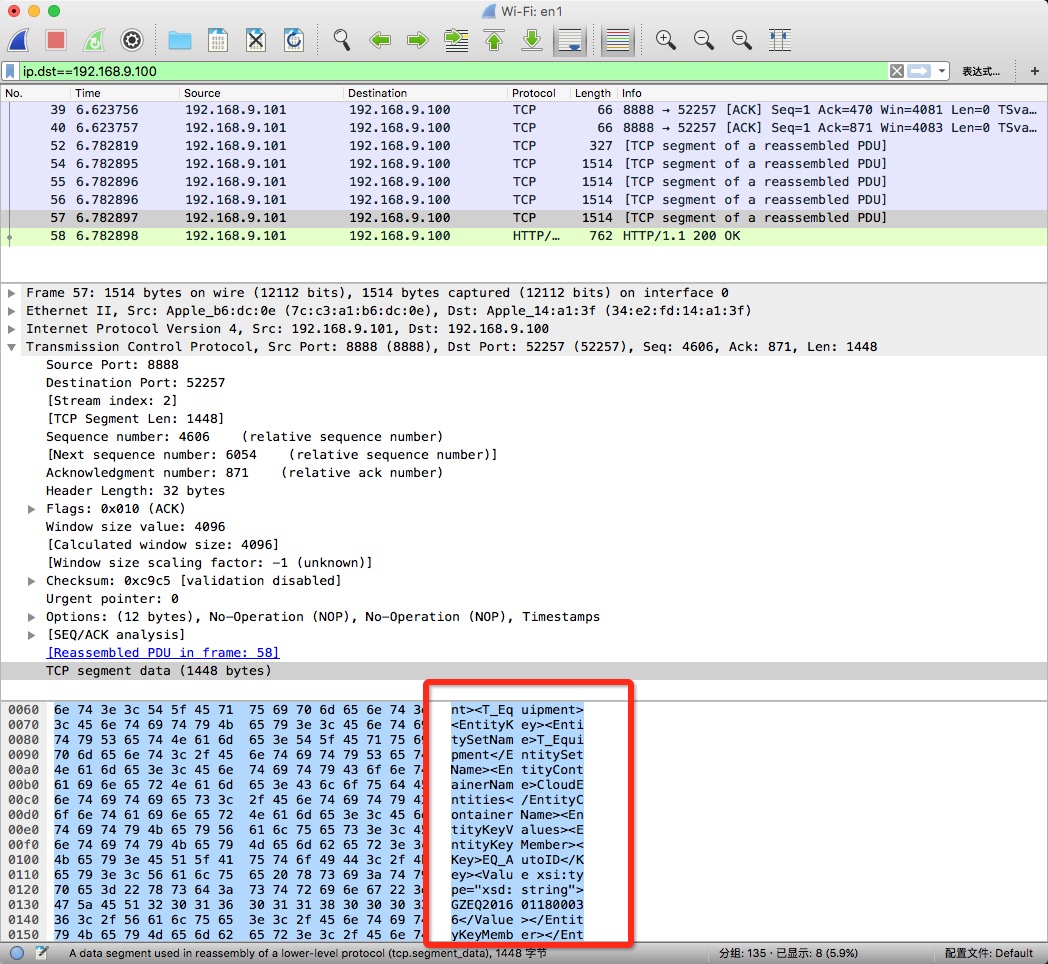 Wi-Fi: en1
ip.dst==192.168.9.100 表达式… +
No. Time Source Destination Protocol Length Info
39 6.623756 192.168.9.101 192.168.9.100 TCP 66 8888 → 52257 [ACK] Seq=1 Ack=470 Win=4081 Len=0 TSva…
40 6.623757 192.168.9.101 192.168.9.100 TCP 66 8888 → 52257 [ACK] Seq=1 Ack=871 Win=4083 Len=0 TSva…
52 6.782819 192.168.9.101 192.168.9.100 TCP 327 [TCP segment of a reassembled PDU]
54 6.782895 192.168.9.101 192.168.9.100 TCP 1514 [TCP segment of a reassembled PDU]
55 6.782896 192.168.9.101 192.168.9.100 TCP 1514 [TCP segment of a reassembled PDU]
56 6.782896 192.168.9.101 192.168.9.100 TCP 1514 [TCP segment of a reassembled PDU]
57 6.782897 192.168.9.101 192.168.9.100 TCP 1514 [TCP segment of a reassembled PDU]
58 6.782898 192.168.9.101 192.168.9.100 HTTP/… 762 HTTP/1.1 200 OK
Frame 57: 1514 bytes on wire (12112 bits), 1514 bytes captured (12112 bits) on interface 0
Ethernet II, Src: Apple_b6:dc:0e (7c:c3:a1:b6:dc:0e), Dst: Apple_14:a1:3f (34:e2:fd:14:a1:3f)
Internet Protocol Version 4, Src: 192.168.9.101, Dst: 192.168.9.100
Transmission Control Protocol, Src Port: 8888 (8888), Dst Port: 52257 (52257), Seq: 4606, Ack: 871, Len: 1448
Source Port: 8888
Destination Port: 52257
[Stream index: 2]
[TCP Segment Len: 1448]
Sequence number: 4606 (relative sequence number)
[Next sequence number: 6054 (relative sequence number)]
Acknowledgment number: 871 (relative ack number)
Header Length: 32 bytes
Flags: 0x010 (ACK)
Window size value: 4096
[Calculated window size: 4096]
[Window size scaling factor: -1 (unknown)]
Checksum: 0xc9c5 [validation disabled]
Urgent pointer: 0
Options: (12 bytes), No-Operation (NOP), No-Operation (NOP), Timestamps
[SEQ/ACK analysis]
[Reassembled PDU in frame: 58]
TCP segment data (1448 bytes)
0060 6e 74 3e 3c 54 5f 45 71 75 69 70 6d 65 6e 74 3e nt><T_Eq uipment>
0070 3c 45 6e 74 69 74 79 4b 65 79 3e 3c 45 6e 74 69 <EntityK ey><Enti
0080 74 79 53 65 74 4e 61 6d 65 3e 54 5f 45 71 75 69 tySetNam e>T_Equi
0090 70 6d 65 6e 74 3c 2f 45 6e 74 69 74 79 53 65 74 pment</E ntitySet
00a0 4e 61 6d 65 3e 3c 45 6e 74 69 74 79 43 6f 6e 74 Name><En tityCont
00b0 61 69 6e 65 72 4e 61 6d 65 3e 43 6c 6f 75 64 45 ainerNam e>CloudE
00c0 6e 74 69 74 69 65 73 3c 2f 45 6e 74 69 74 79 43 ntities< /EntityC
00d0 6f 6e 74 61 69 6e 65 72 4e 61 6d 65 3e 3c 45 6e ontainer Name><En
00e0 74 69 74 79 4b 65 79 56 61 6c 75 65 73 3e 3c 45 tityKeyV alues><E
00f0 6e 74 69 74 79 4b 65 79 4d 65 6d 62 65 72 3e 3c ntityKey Member><
0100 4b 65 79 3e 45 51 5f 41 75 74 6f 49 44 3c 2f 4b Key>EQ_A utoID</K
0110 65 79 3e 3c 56 61 6c 75 65 20 78 73 69 3a 74 79 ey><Valu e xsi:ty
0120 70 65 3d 22 78 73 64 3a 73 74 72 69 6e 67 22 3e pe="xsd: string">
0130 47 5a 45 51 32 30 31 36 30 31 31 38 30 30 30 33 GZEQ2016 01180003
0140 36 3c 2f 56 61 6c 75 65 3e 3c 2f 45 6e 74 69 74 6</Value ></Entit
0150 79 4b 65 79 4d 65 6d 62 65 72 3e 3c 2f 45 6e 74 yKeyMemb er></Ent
A data segment used in reassembly of a lower-level protocol (tcp.segment_data), 1448 字节 分组: 135 · 已显示: 8 (5.9%) 配置文件: Default